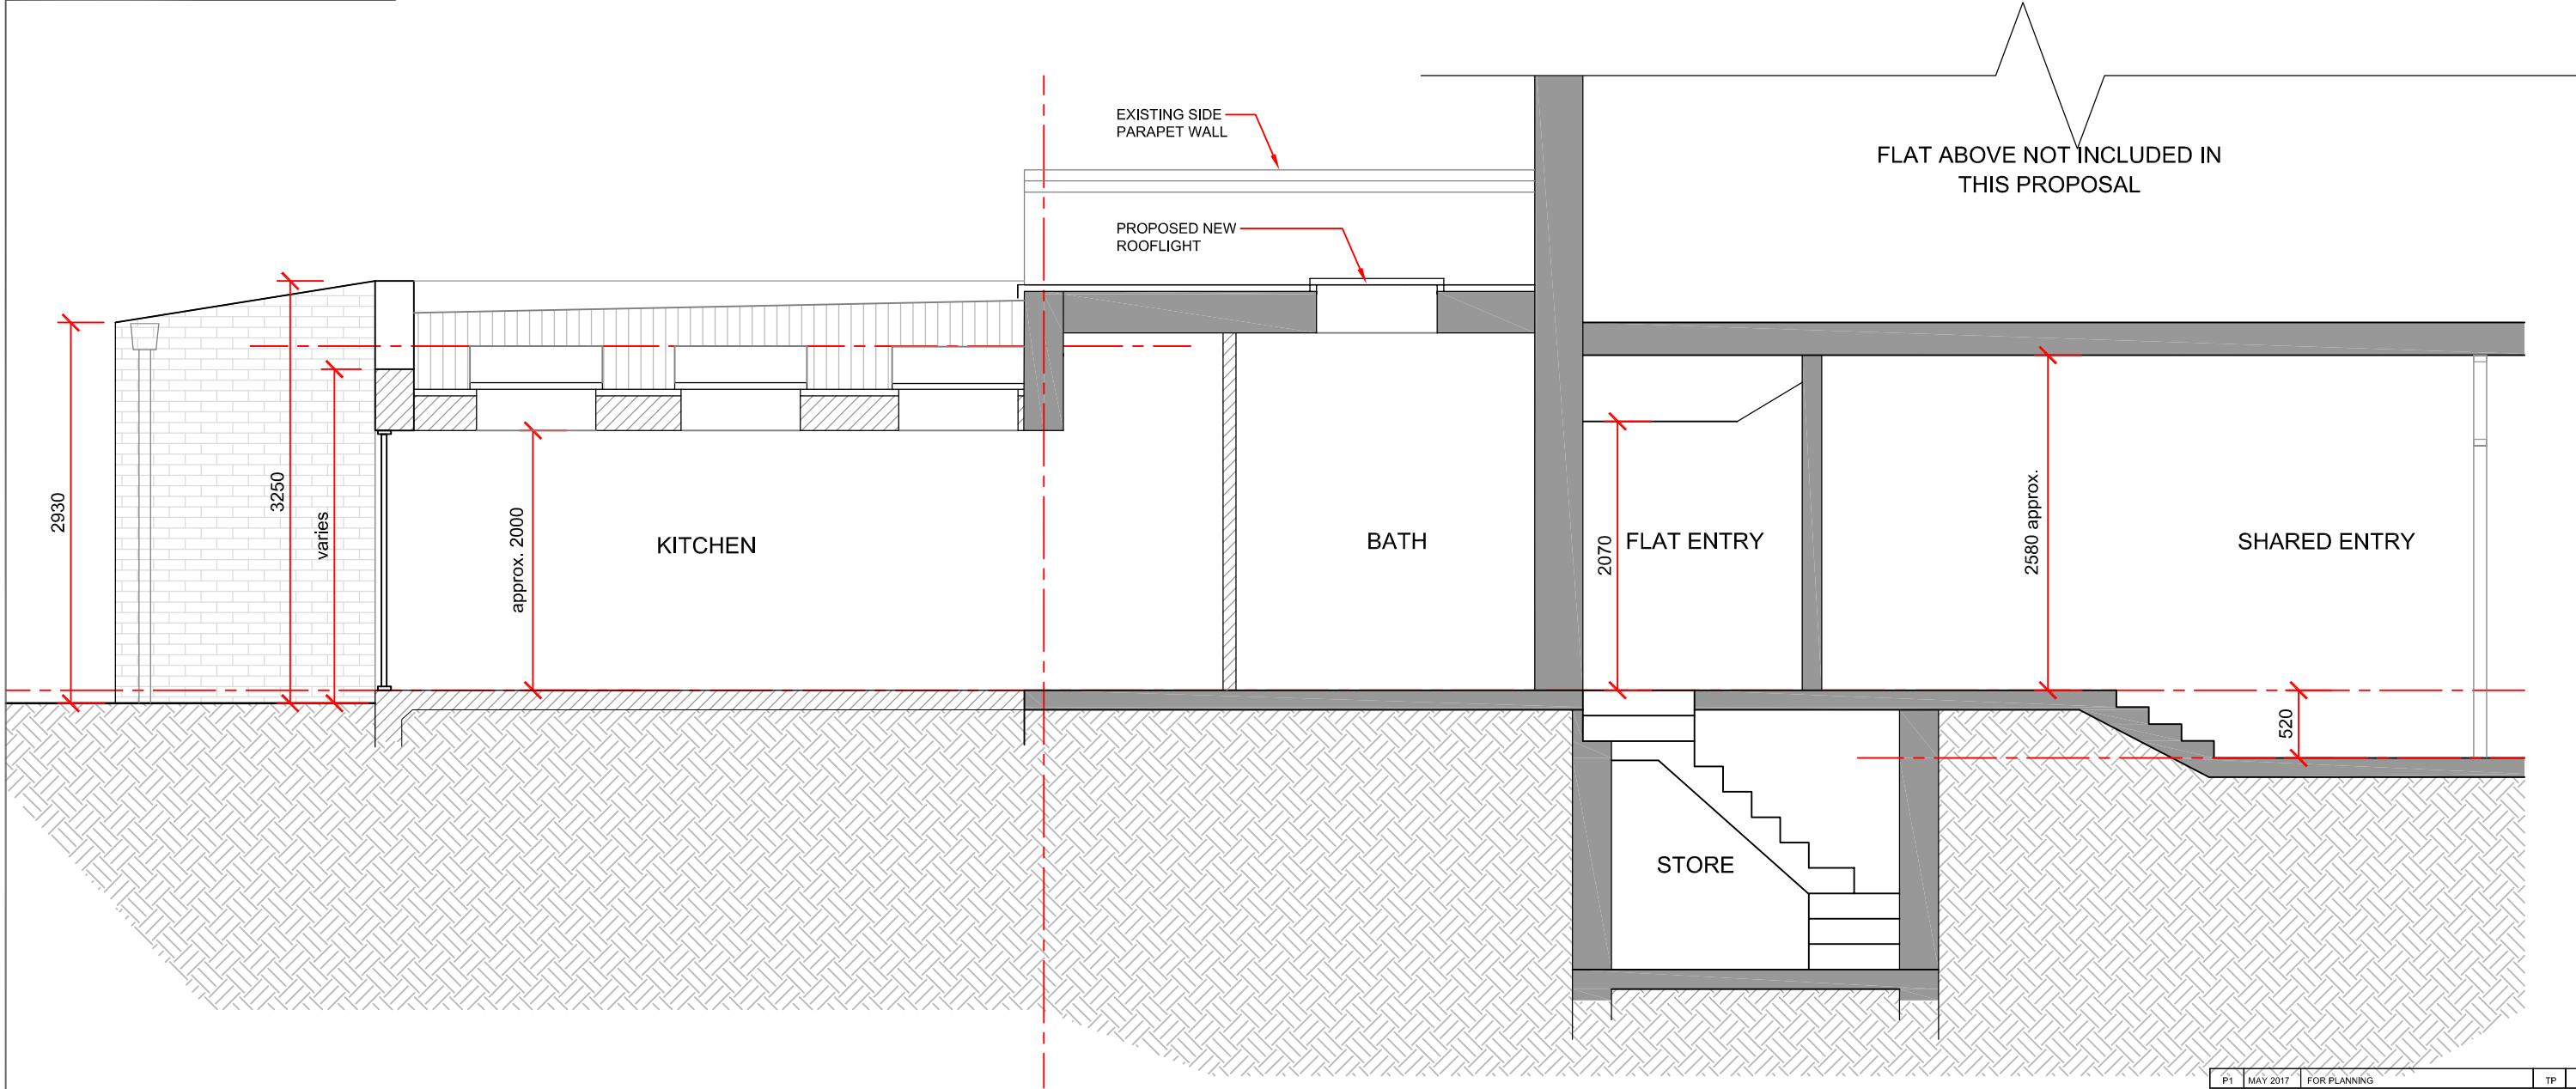 EXISTING SIDE
PARAPET WALL
FLAT ABOVE NOT INCLUDED IN
THIS PROPOSAL
PROPOSED NEW
ROOFLIGHT
2930
3250
varies
approx. 2000
KITCHEN
BATH
2070
FLAT ENTRY
2580 approx.
SHARED ENTRY
520
STORE
P1 MAY 2017 FOR PLANNING TP